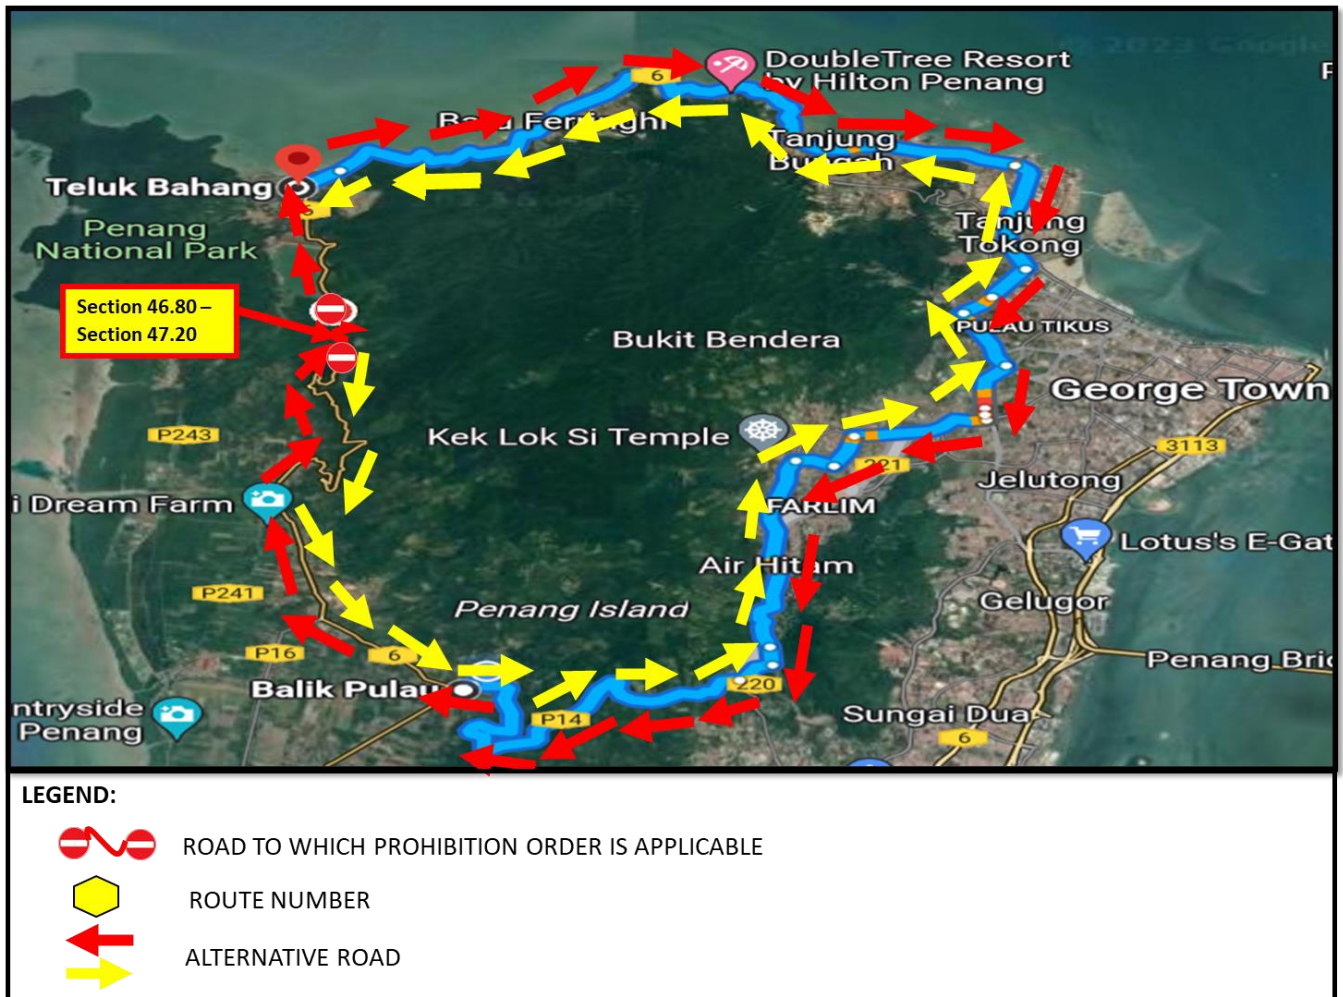 © 2023 Google
6
DoubleTree Resort
by Hilton Penang
Batu Ferringhi
Tanjung
Bungah
Teluk Bahang
6
Penang
National Park
Tanjung
Tokong
Section 46.80 –
Section 47.20
PULAU TIKUS
Bukit Bendera
George Town
P243
Kek Lok Si Temple
3113
221
Jelutong
i Dream Farm
FARLIM
Lotus's E-Gat
Air Hitam
P241
Penang Island
Gelugor
P16
6
Penang Bri
Balik Pulau
220
ntryside
Penang
P14
Sungai Dua
6
LEGEND:
ROAD TO WHICH PROHIBITION ORDER IS APPLICABLE
ROUTE NUMBER
ALTERNATIVE ROAD